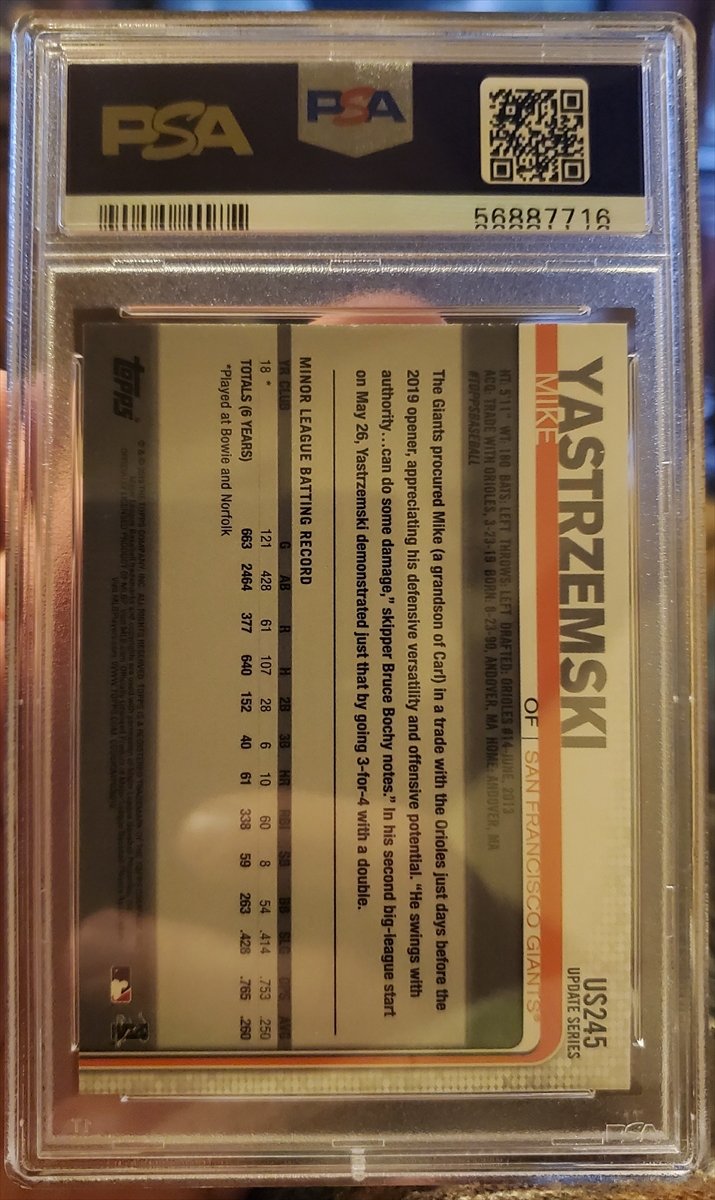 PSA
PSA
56887716
US245
UPDATE SERIES
YASTRZEMSKI
MIKE
OF | SAN FRANCISCO GIANTS®
HT: 5'11" WT: 180 BATS: LEFT THROWS: LEFT DRAFTED: ORIOLES #14-JUNE, 2013
ACQ: TRADE WITH ORIOLES, 3-23-19 BORN: 8-23-90, ANDOVER, MA HOME: ANDOVER, MA
#TOPPSBASEBALL
The Giants procured Mike (a grandson of Carl) in a trade with the Orioles just days before the
2019 opener, appreciating his defensive versatility and offensive potential. "He swings with
authority…can do some damage," skipper Bruce Bochy notes." In his second big-league start
on May 26, Yastrzemski demonstrated just that by going 3-for-4 with a double.
MINOR LEAGUE BATTING RECORD
YR CLUB G AB R H 2B 3B HR RBI SB BB SLG OPS AVG
18 * 121 428 61 107 28 6 10 60 8 54 .414 .753 .250
TOTALS (6 YEARS) 663 2464 377 640 152 40 61 338 59 263 .428 .765 .260
*Played at Bowie and Norfolk
topps
PSA